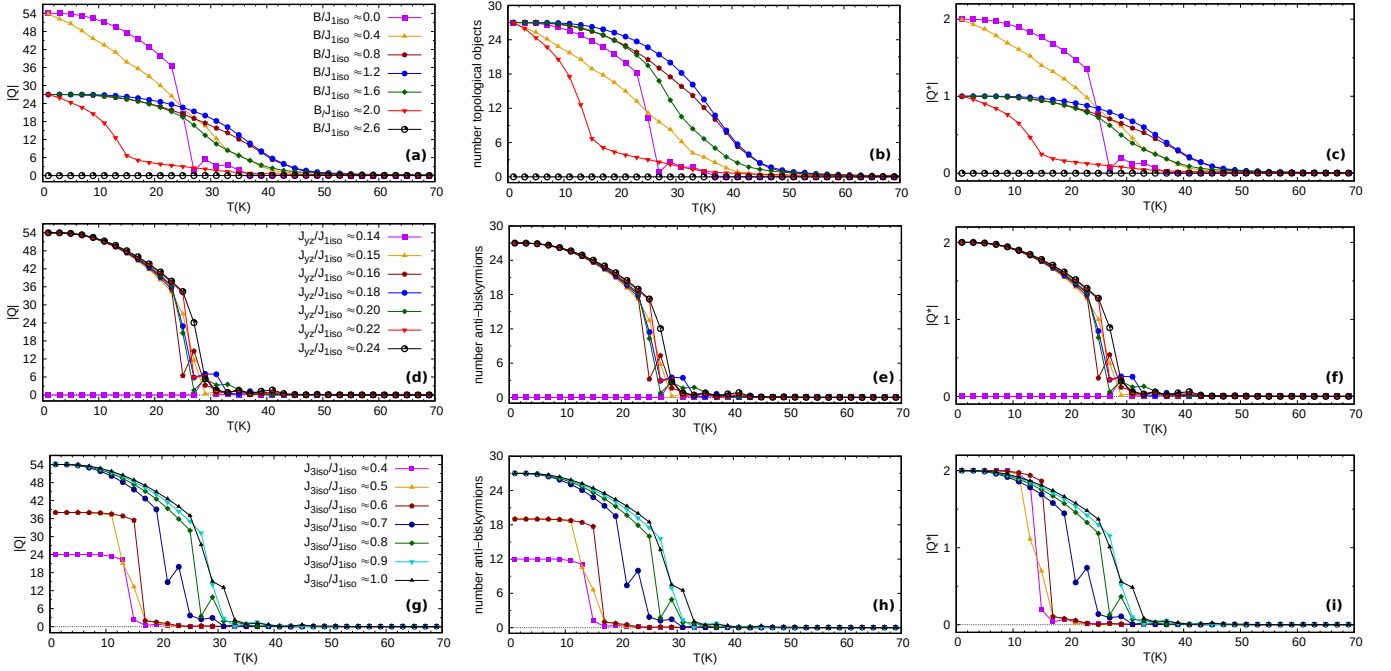 |Q|
54
48
42
36
30
24
18
12
6
0
0 10 20 30 40 50 60 70
T(K)
B/J1iso ≈0.0
B/J1iso ≈0.4
B/J1iso ≈0.8
B/J1iso ≈1.2
B/J1iso ≈1.6
B/J1iso ≈2.0
B/J1iso ≈2.6
(a)
number topological objects
30
27
24
21
18
15
12
9
6
3
0
0 10 20 30 40 50 60 70
T(K)
(b)
|Q*|
2
1
0
0 10 20 30 40 50 60 70
T(K)
(c)
|Q|
54
48
42
36
30
24
18
12
6
0
0 10 20 30 40 50 60 70
T(K)
Jyz/J1iso ≈0.14
Jyz/J1iso ≈0.15
Jyz/J1iso ≈0.16
Jyz/J1iso ≈0.18
Jyz/J1iso ≈0.20
Jyz/J1iso ≈0.22
Jyz/J1iso ≈0.24
(d)
number anti-biskyrmions
30
24
18
12
6
0
0 10 20 30 40 50 60 70
T(K)
(e)
|Q*|
2
1
0
0 10 20 30 40 50 60 70
T(K)
(f)
|Q|
54
48
42
36
30
24
18
12
6
0
0 10 20 30 40 50 60 70
T(K)
J3iso/J1iso ≈0.4
J3iso/J1iso ≈0.5
J3iso/J1iso ≈0.6
J3iso/J1iso ≈0.7
J3iso/J1iso ≈0.8
J3iso/J1iso ≈0.9
J3iso/J1iso ≈1.0
(g)
number anti-biskyrmions
30
24
18
12
6
0
0 10 20 30 40 50 60 70
T(K)
(h)
|Q*|
2
1
0
0 10 20 30 40 50 60 70
T(K)
(i)